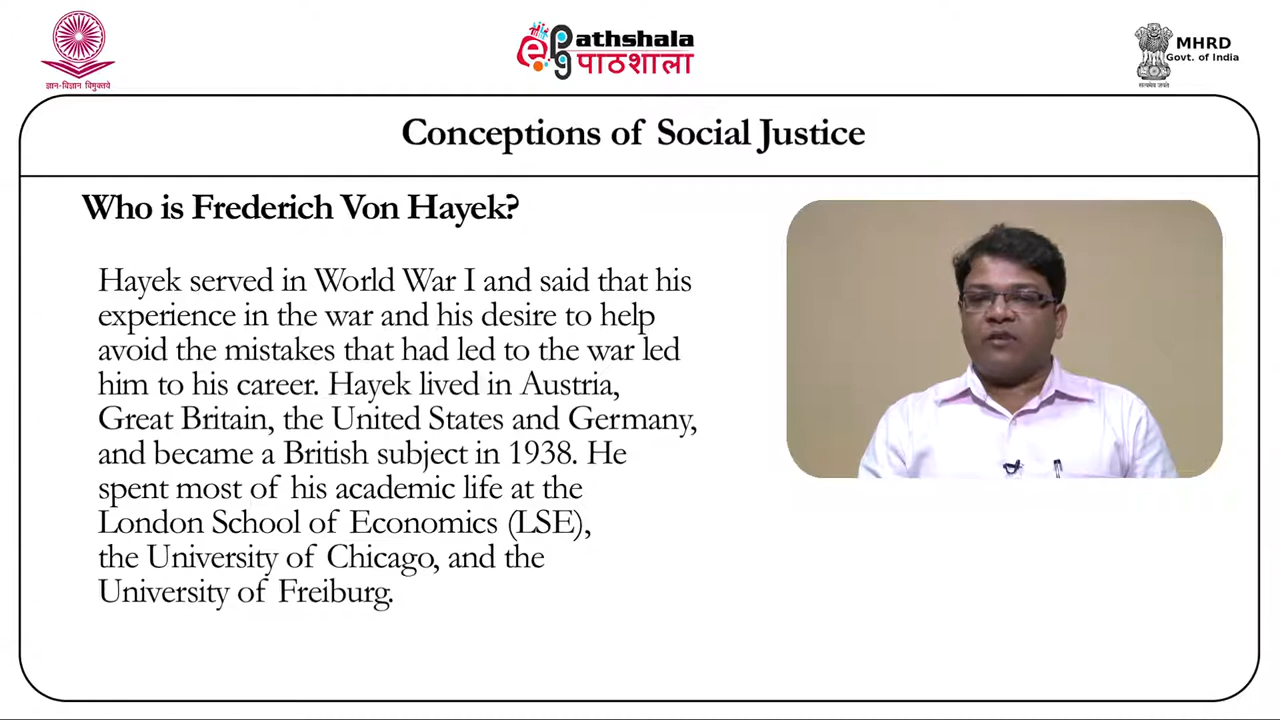 ज्ञान-विज्ञान विमुक्तये
e pathshala
पाठशाला
MHRD
Govt. of India
सत्यमेव जयते
Conceptions of Social Justice
Who is Frederich Von Hayek?
Hayek served in World War I and said that his
experience in the war and his desire to help
avoid the mistakes that had led to the war led
him to his career. Hayek lived in Austria,
Great Britain, the United States and Germany,
and became a British subject in 1938. He
spent most of his academic life at the
London School of Economics (LSE),
the University of Chicago, and the
University of Freiburg.